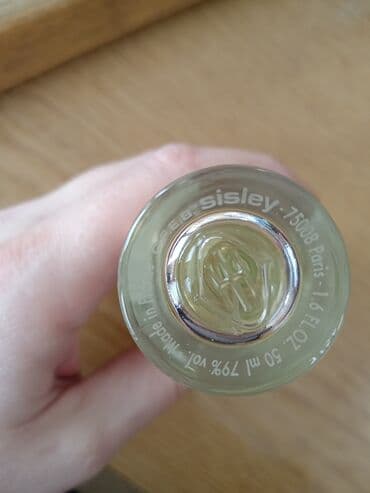 sisley - 75008 Paris - 1.6 FL.OZ. 50 ml 79% vol. Made in